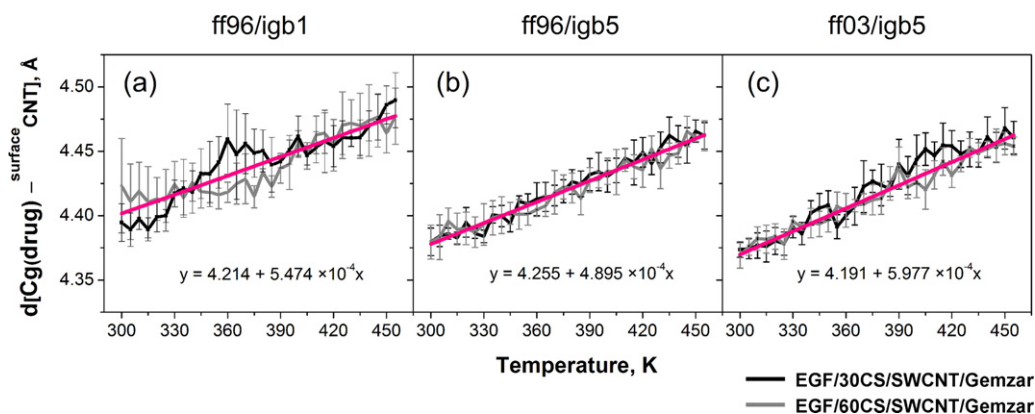 ff96/igb1 ff96/igb5 ff03/igb5
(a) (b) (c)
4.50
4.45
4.40
4.35
d[Cg(drug) – surface CNT], Å
y = 4.214 + 5.474 ×10-4x y = 4.255 + 4.895 ×10-4x y = 4.191 + 5.977 ×10-4x
300 330 360 390 420 450 300 330 360 390 420 450 300 330 360 390 420 450
Temperature, K
EGF/30CS/SWCNT/Gemzar
EGF/60CS/SWCNT/Gemzar